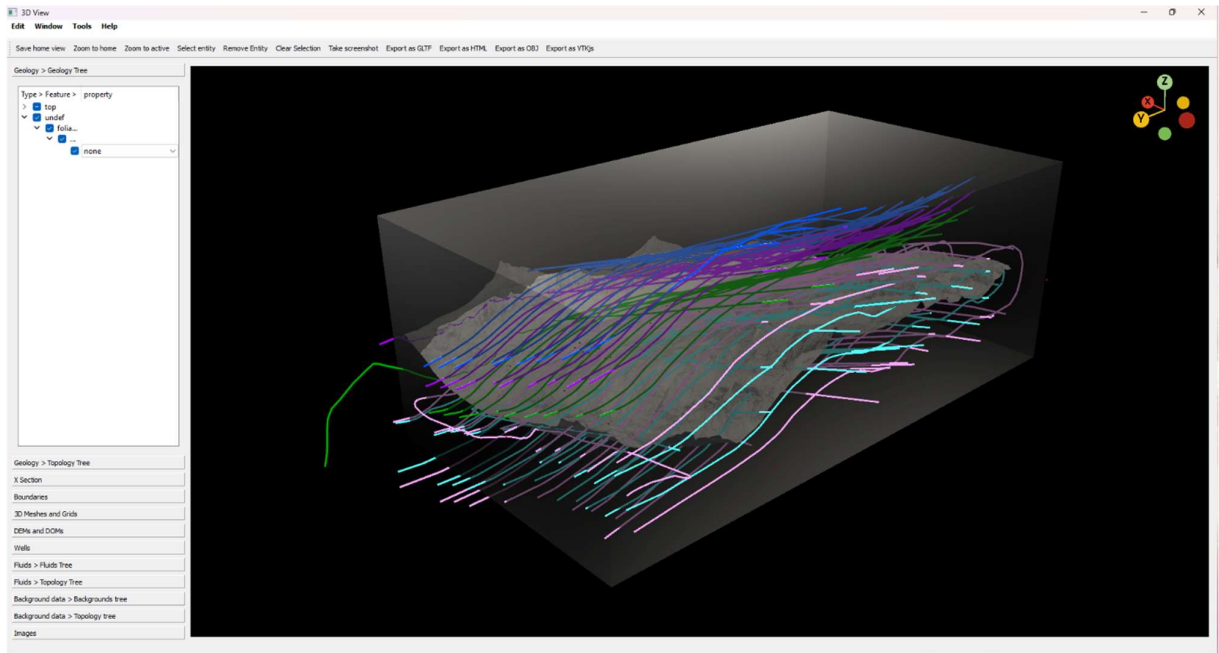 3D View
Edit Window Tools Help
Save home view Zoom to home Zoom to active Select entity Remove Entity Clear Selection Take screenshot Export as GLTF Export as HTML Export as OBJ Export as VTKjs
Geology > Geology Tree
Type > Feature > property
top
undef
folia...
...
none
Geology > Topology Tree
X Section
Boundaries
3D Meshes and Grids
DEMs and DOMs
Wells
Fluids > Fluids Tree
Fluids > Topology Tree
Background data > Backgrounds tree
Background data > Topology tree
Images
Z
X
Y